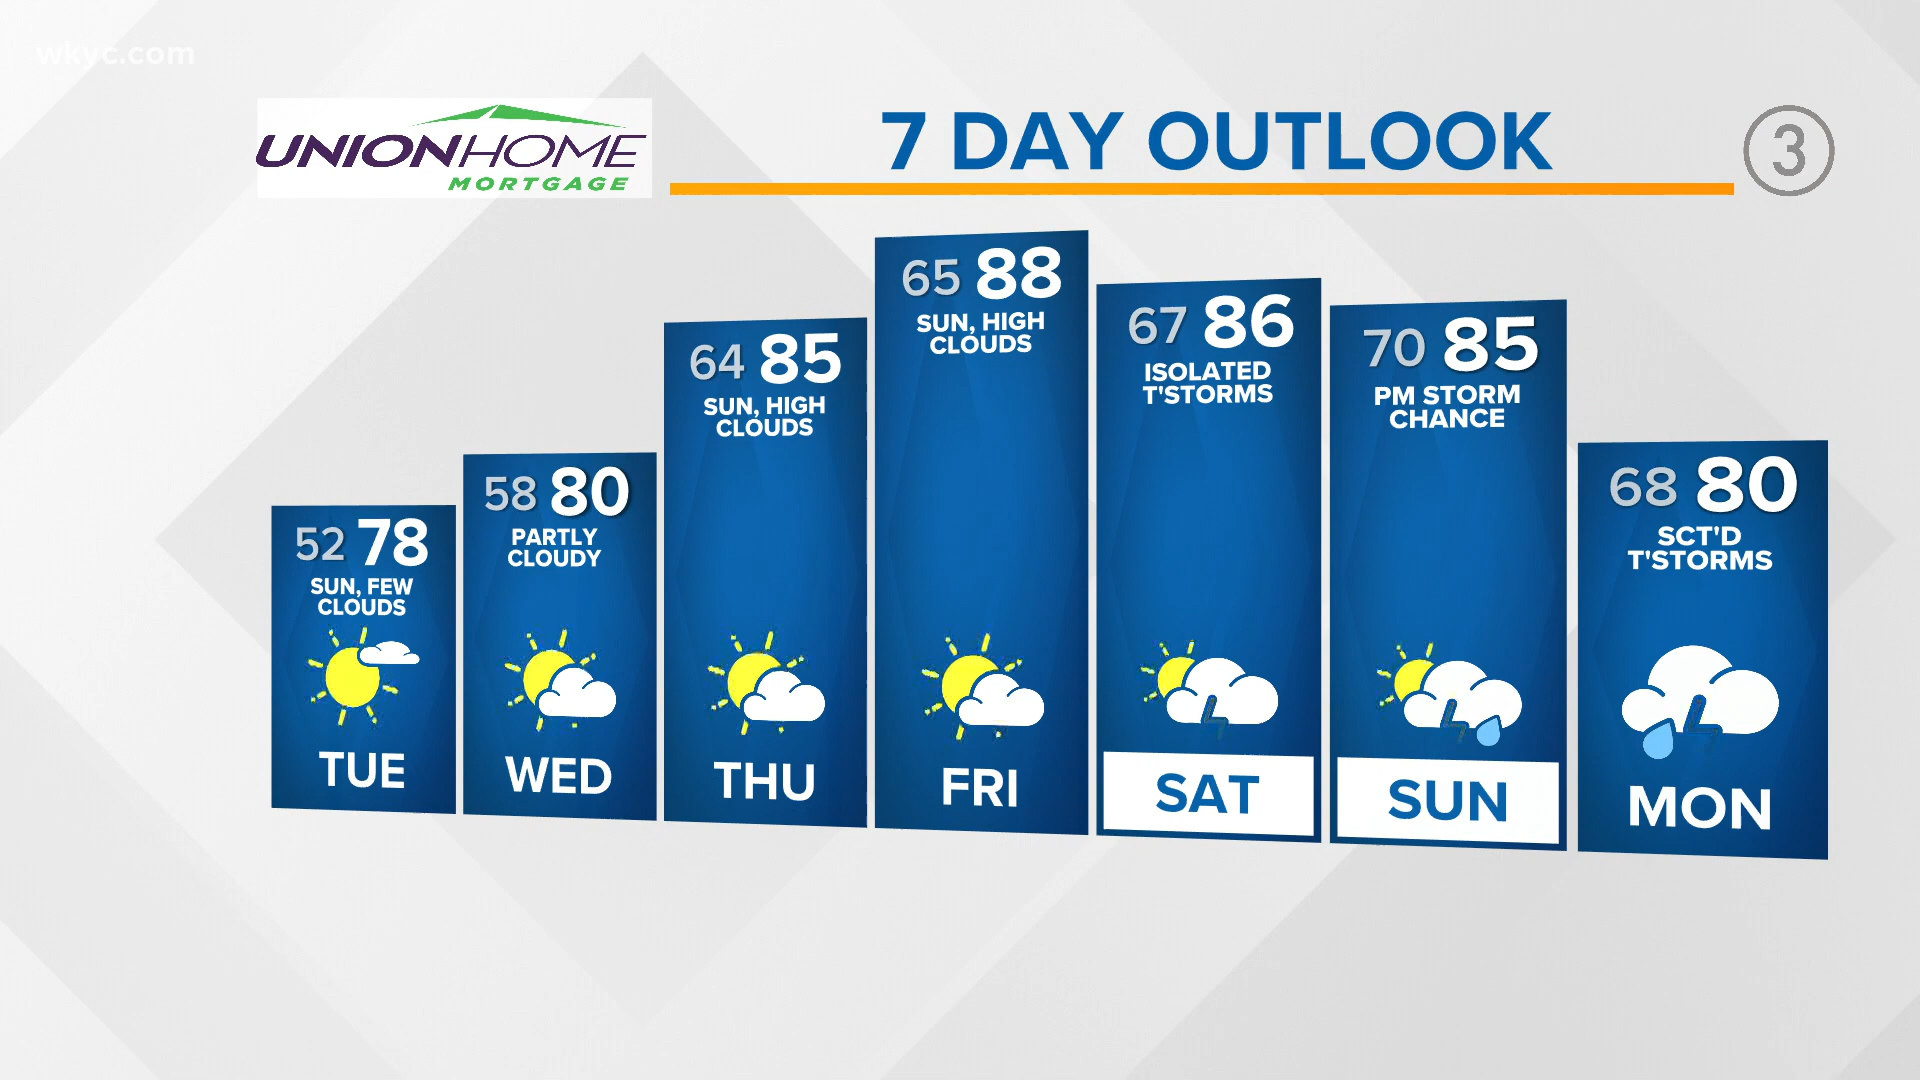 wkyc.com
UNIONHOME
MORTGAGE
7 DAY OUTLOOK
3
52 78
SUN, FEW
CLOUDS
TUE
58 80
PARTLY
CLOUDY
WED
64 85
SUN, HIGH
CLOUDS
THU
65 88
SUN, HIGH
CLOUDS
FRI
67 86
ISOLATED
T'STORMS
SAT
70 85
PM STORM
CHANCE
SUN
68 80
SCT'D
T'STORMS
MON